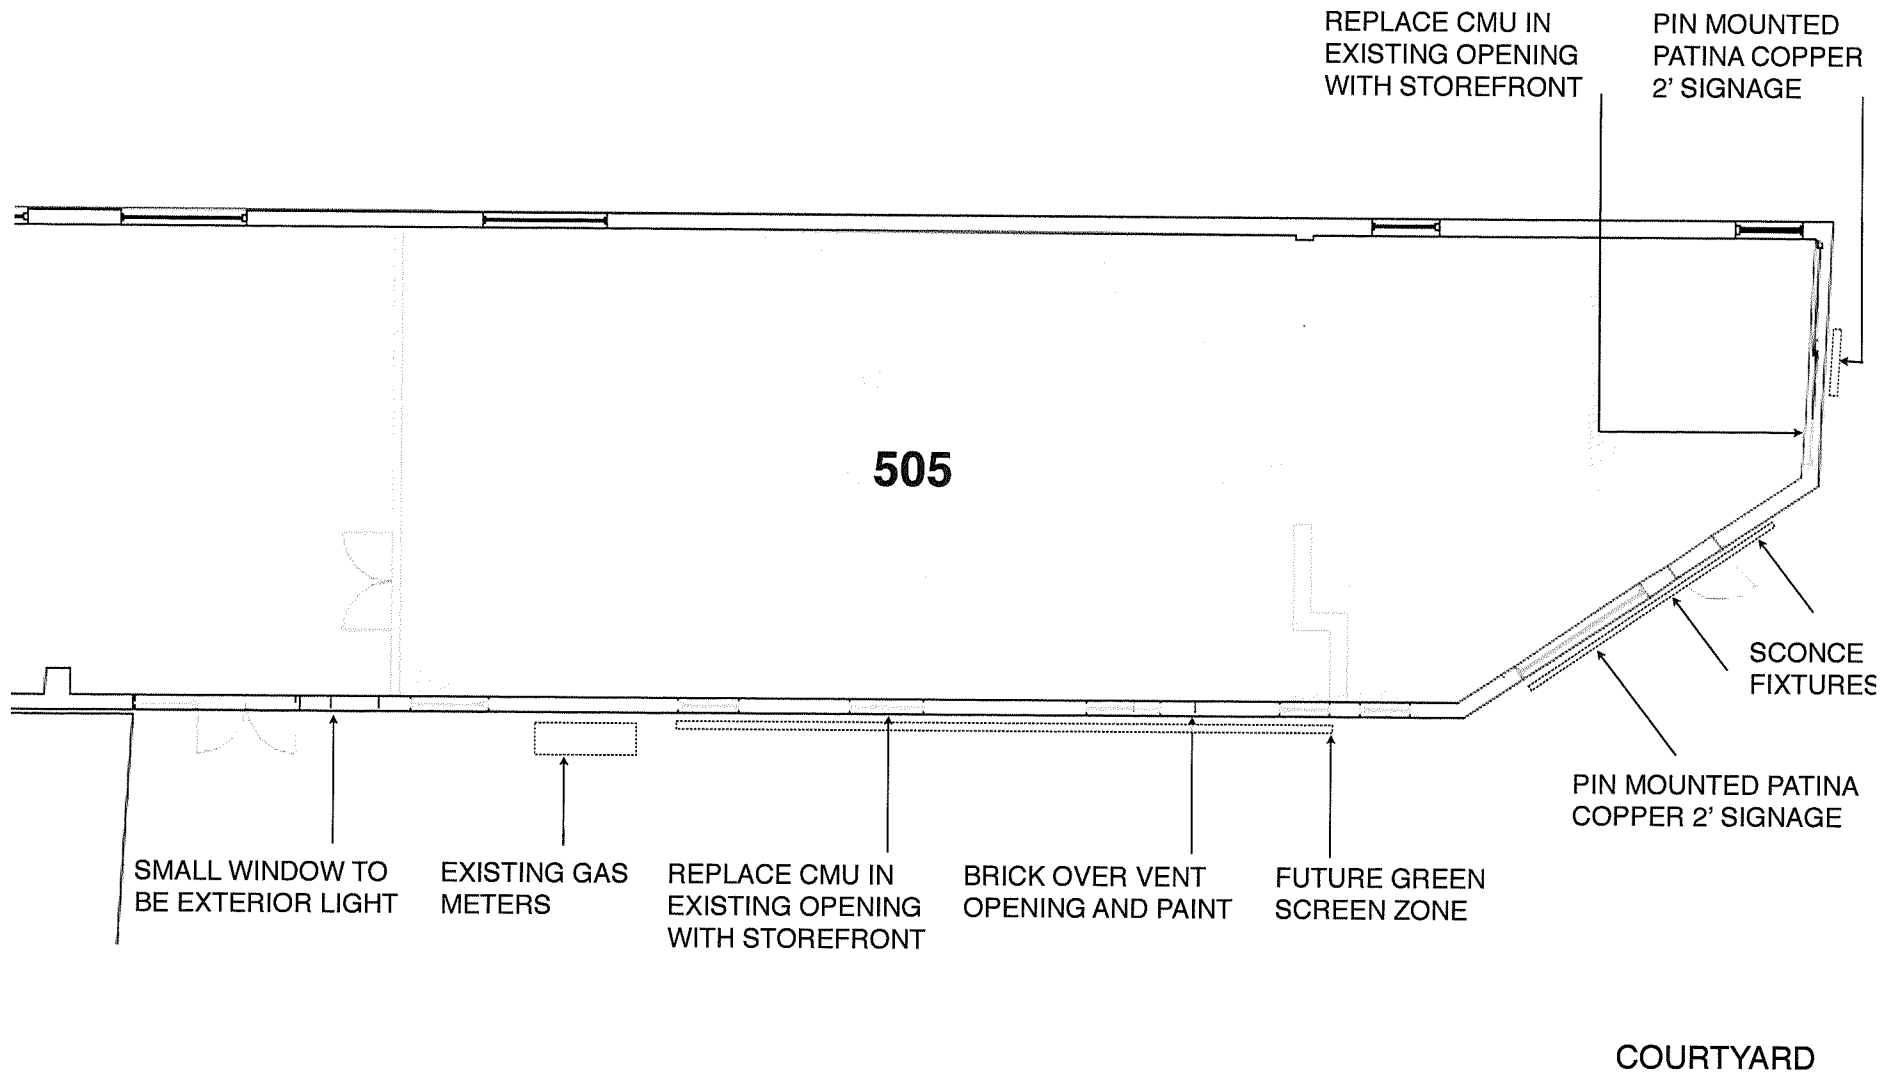 REPLACE CMU IN
EXISTING OPENING
WITH STOREFRONT
PIN MOUNTED
PATINA COPPER
2' SIGNAGE
505
SCONCE
FIXTURES
PIN MOUNTED PATINA
COPPER 2' SIGNAGE
SMALL WINDOW TO
BE EXTERIOR LIGHT
EXISTING GAS
METERS
REPLACE CMU IN
EXISTING OPENING
WITH STOREFRONT
BRICK OVER VENT
OPENING AND PAINT
FUTURE GREEN
SCREEN ZONE
COURTYARD